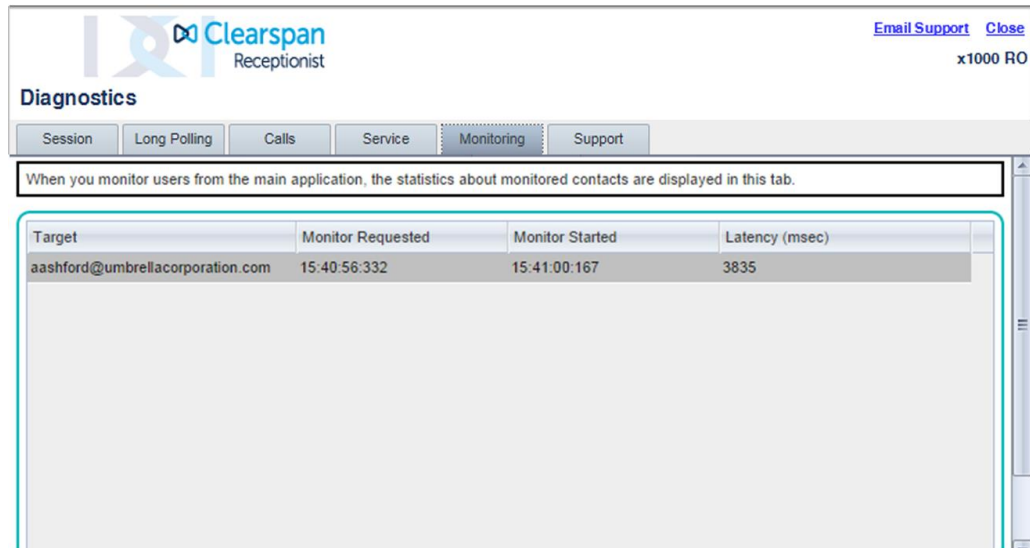 Clearspan
Receptionist
Email Support Close
x1000 RO
Diagnostics
Session Long Polling Calls Service Monitoring Support
When you monitor users from the main application, the statistics about monitored contacts are displayed in this tab.
Target Monitor Requested Monitor Started Latency (msec)
aashford@umbrellacorporation.com 15:40:56:332 15:41:00:167 3835